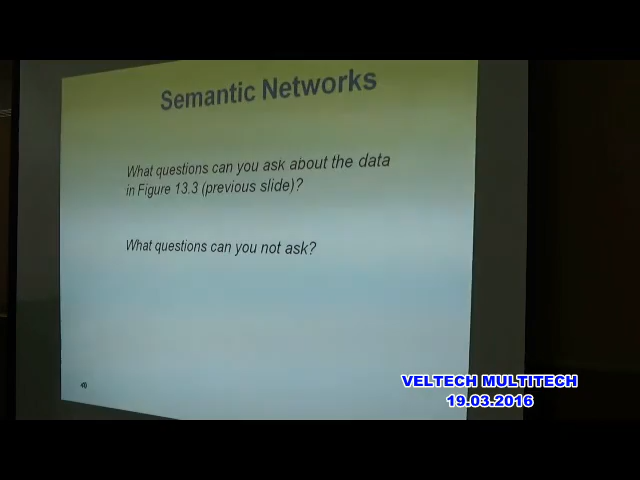 Semantic Networks
What questions can you ask about the data
in Figure 13.3 (previous slide)?
What questions can you not ask?
VELTECH MULTITECH
19.03.2016